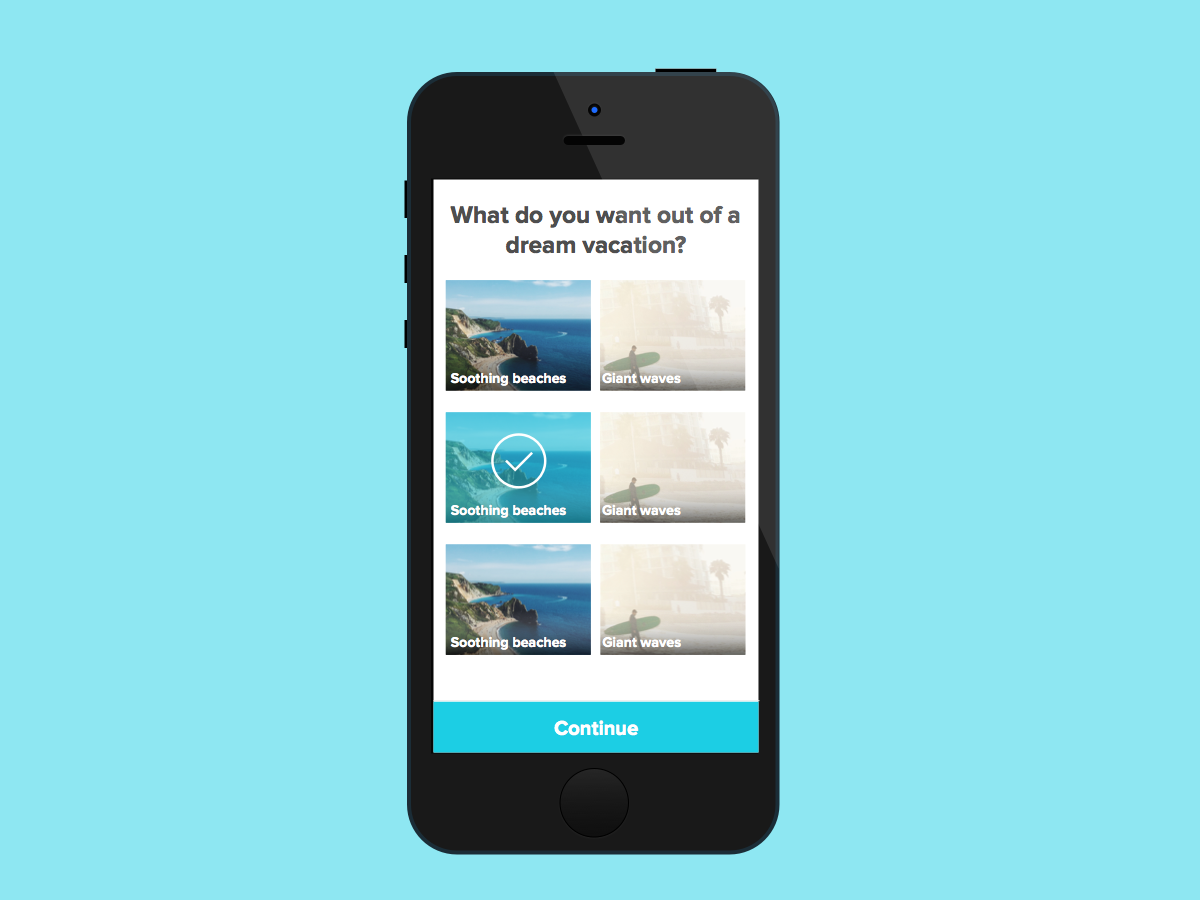 What do you want out of a
dream vacation?
Soothing beaches
Giant waves
Soothing beaches
Giant waves
Soothing beaches
Giant waves
Continue